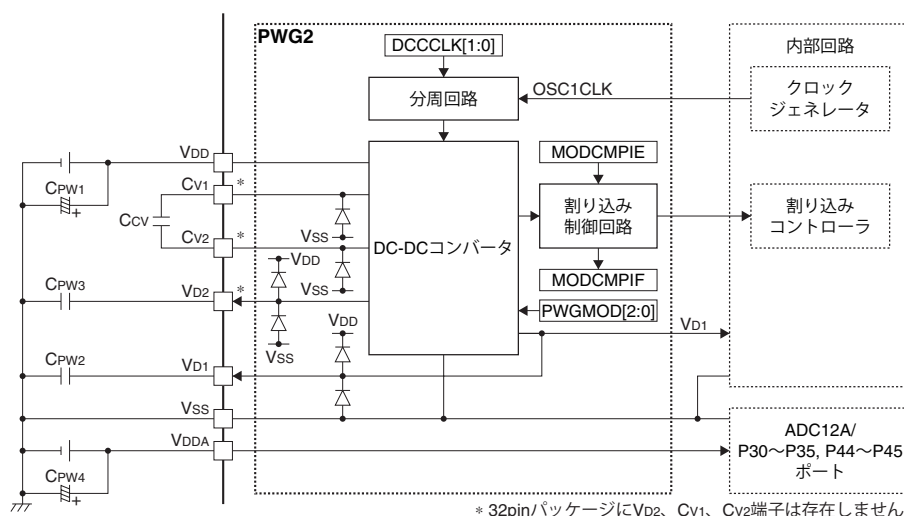 PWG2
DCCCLK[1:0]
内部回路
分周回路
OSC1CLK
クロック
ジェネレータ
VDD
CPW1
CV1
*
CCV
CV2
*
VSS
VDD
VSS
DC-DCコンバータ
MODCMPIE
割り込み
制御回路
MODCMPIF
割り込み
コントローラ
CPW3
VD2
*
VSS
VDD
PWGMOD[2:0]
VD1
CPW2
VD1
VSS
VDDA
CPW4
ADC12A/
P30～P35, P44～P45
ポート
* 32pinパッケージにVD2、CV1、CV2端子は存在しません
+
+